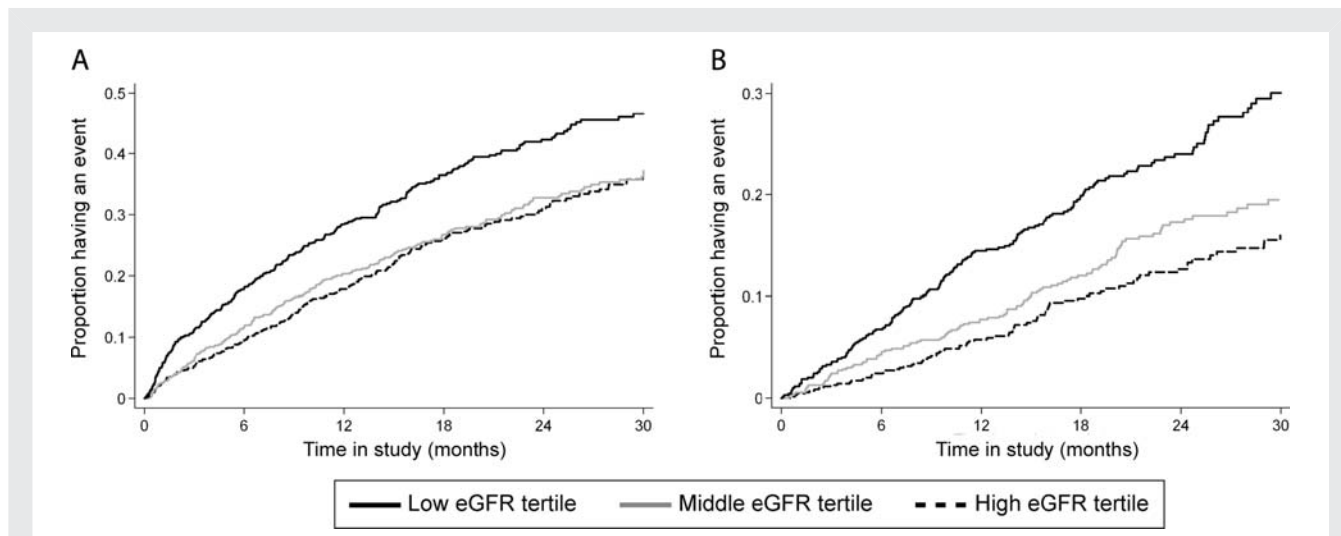 A
Proportion having an event
0.5
0.4
0.3
0.2
0.1
0
0 6 12 18 24 30
Time in study (months)
B
Proportion having an event
0.3
0.2
0.1
0
0 6 12 18 24 30
Time in study (months)
Low eGFR tertile Middle eGFR tertile High eGFR tertile